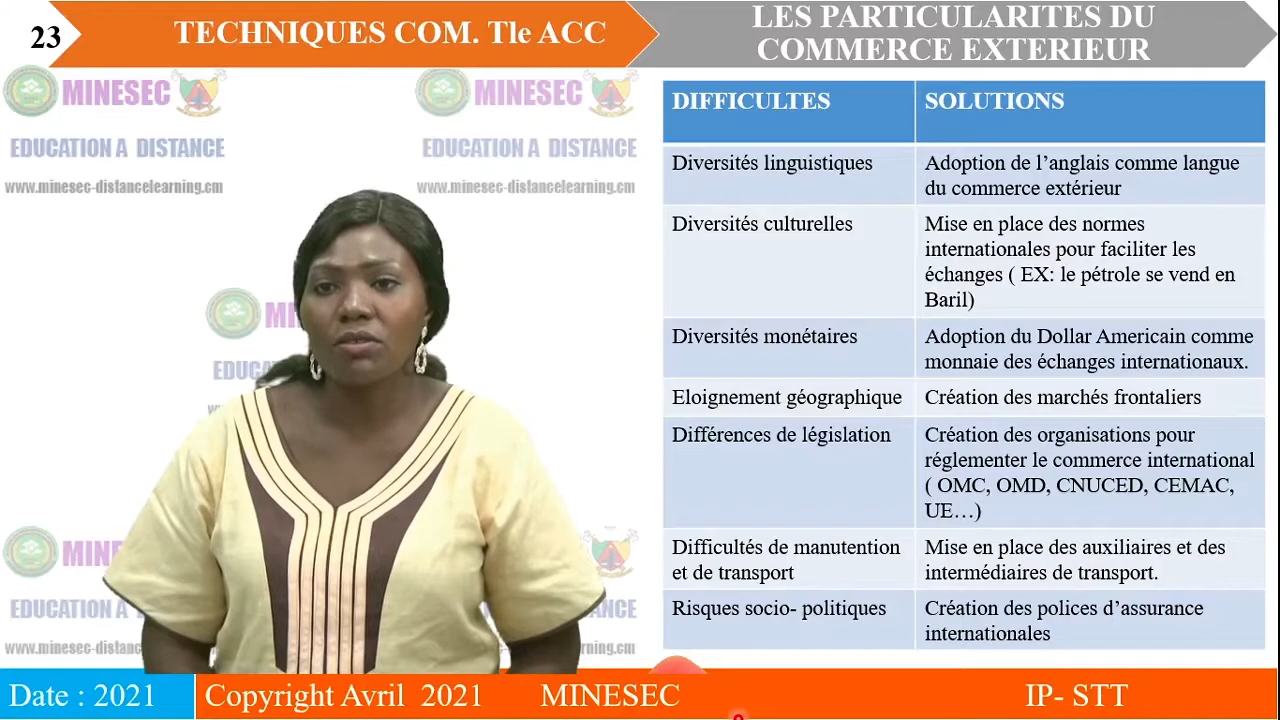 23
TECHNIQUES COM. Tle ACC
LES PARTICULARITES DU
COMMERCE EXTERIEUR
MINESEC
EDUCATION A DISTANCE
www.minesec-distancelearning.cm
MINESEC
EDUCATION A DISTANCE
www.minesec-distancelearning.cm
DIFFICULTES
SOLUTIONS
Diversités linguistiques
Adoption de l’anglais comme langue
du commerce extérieur
Diversités culturelles
Mise en place des normes
internationales pour faciliter les
échanges ( EX: le pétrole se vend en
Baril)
Diversités monétaires
Adoption du Dollar Americain comme
monnaie des échanges internationaux.
Eloignement géographique
Création des marchés frontaliers
Différences de législation
Création des organisations pour
réglementer le commerce international
( OMC, OMD, CNUCED, CEMAC,
UE…)
Difficultés de manutention
et de transport
Mise en place des auxiliaires et des
intermédiaires de transport.
Risques socio- politiques
Création des polices d’assurance
internationales
EDUCATION A
Date : 2021
Copyright Avril 2021
MINESEC
IP- STT